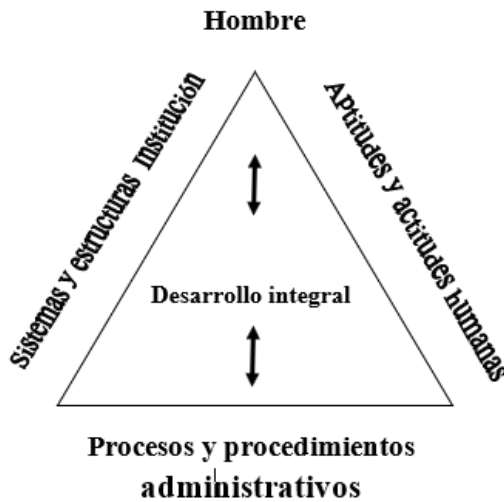 Hombre
Sistemas y estructuras Institución
Aptitudes y actitudes humanas
Desarrollo integral
Procesos y procedimientos
administrativos